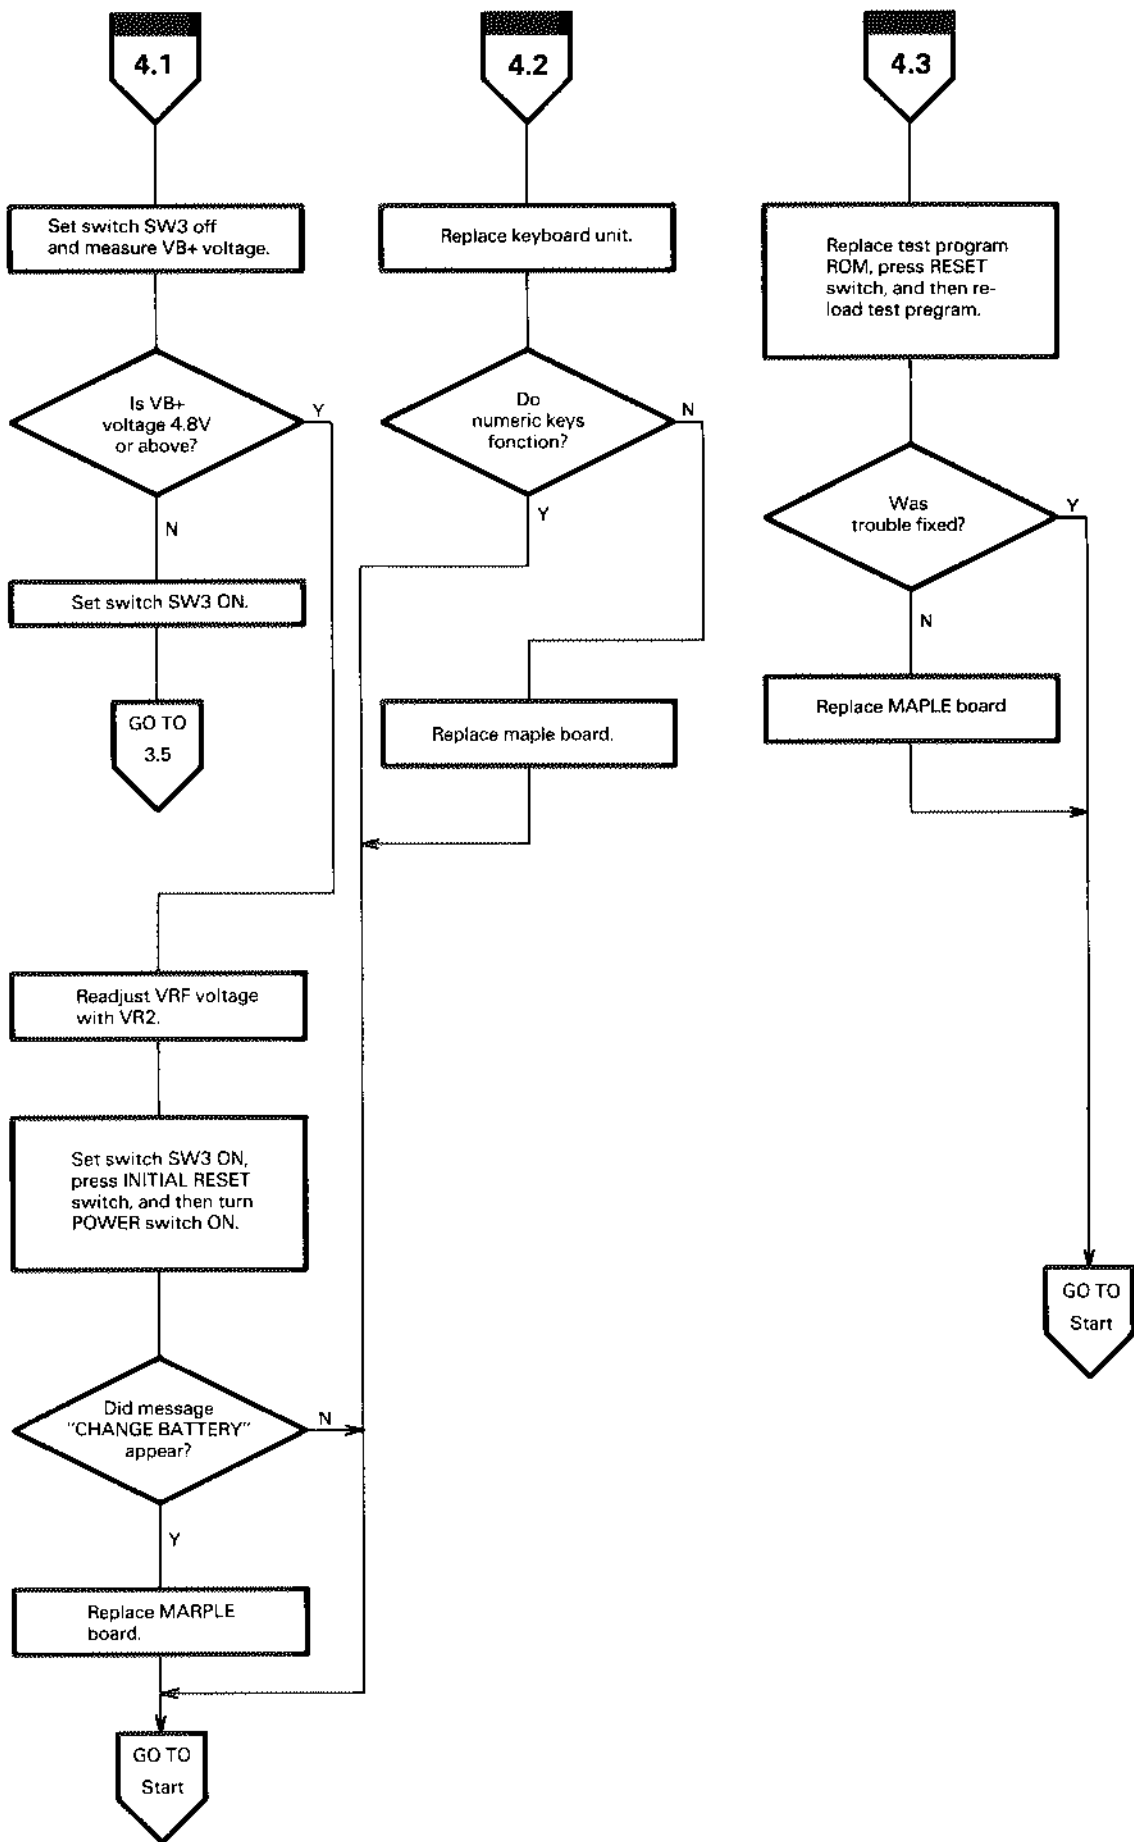 4.1
Set switch SW3 off
and measure VB+ voltage.
Is VB+
voltage 4.8V
or above?
Y
N
Set switch SW3 ON.
GO TO
3.5
Readjust VRF voltage
with VR2.
Set switch SW3 ON,
press INITIAL RESET
switch, and then turn
POWER switch ON.
Did message
"CHANGE BATTERY"
appear?
N
Y
Replace MARPLE
board.
GO TO
Start
4.2
Replace keyboard unit.
Do
numeric keys
fonction?
N
Y
Replace maple board.
4.3
Replace test program
ROM, press RESET
switch, and then re-
load test pregram.
Was
trouble fixed?
Y
N
Replace MAPLE board
GO TO
Start